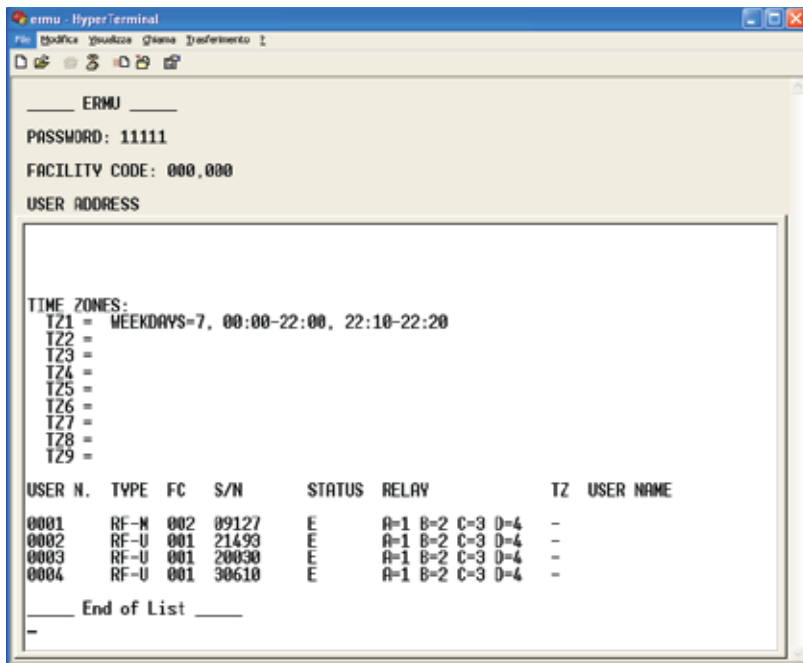 ermu - HyperTerminal
File Modifica Visualizza Chiama Trasferimento ?
_____ ERMU _____
PASSWORD: 11111
FACILITY CODE: 000,000
USER ADDRESS
TIME ZONES:
TZ1 = WEEKDAYS=7, 00:00-22:00, 22:10-22:20
TZ2 =
TZ3 =
TZ4 =
TZ5 =
TZ6 =
TZ7 =
TZ8 =
TZ9 =
USER N. TYPE FC S/N STATUS RELAY TZ USER NAME
0001 RF-N 002 09127 E A=1 B=2 C=3 D=4 -
0002 RF-U 001 21493 E A=1 B=2 C=3 D=4 -
0003 RF-U 001 20030 E A=1 B=2 C=3 D=4 -
0004 RF-U 001 30610 E A=1 B=2 C=3 D=4 -
_____ End of List _____